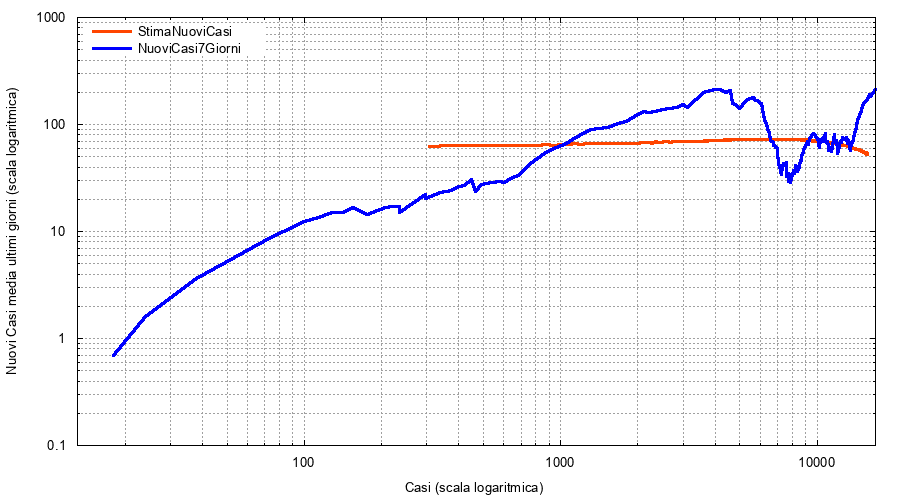 1000
StimaNuoviCasi
NuoviCasi7Giorni
100
10
1
0.1
Nuovi Casi media ultimi giorni (scala logaritmica)
100
1000
10000
Casi (scala logaritmica)